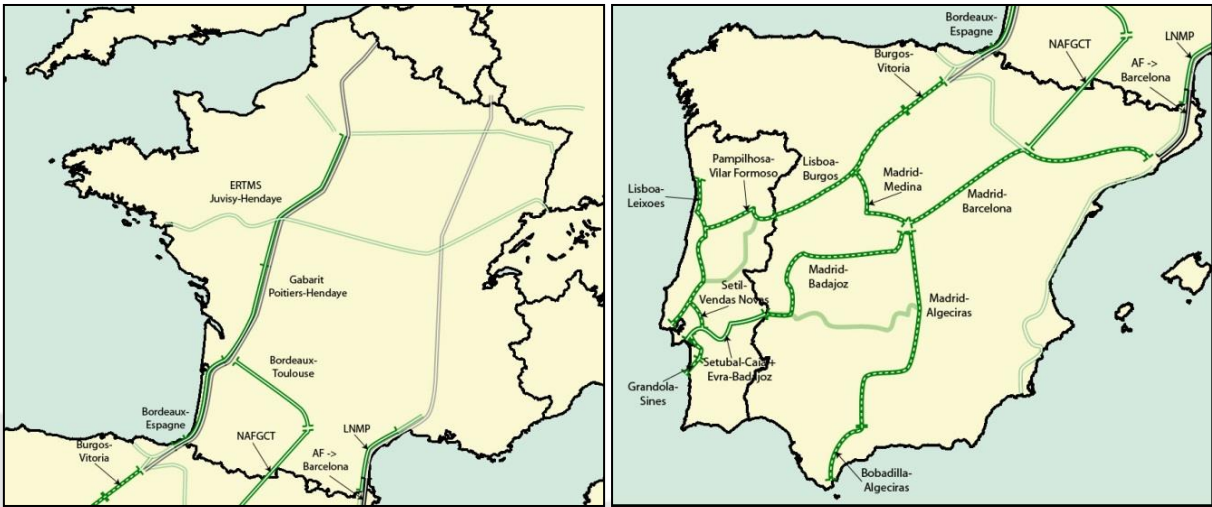 ERTMS
Juvisy-Hendaye
Gabarit
Poitiers-Hendaye
Bordeaux-
Toulouse
Bordeaux-
Espagne
NAFGCT
LNMP
Burgos-
Vitoria
AF ->
Barcelona
Bordeaux-
Espagne
NAFGCT
LNMP
Burgos-
Vitoria
AF ->
Barcelona
Pampilhosa-
Vilar Formoso
Lisboa-
Burgos
Madrid-
Medina
Lisboa-
Leixoes
Madrid-
Barcelona
Madrid-
Badajoz
Setil-
Vendas Novas
Madrid-
Algeciras
Setubal-Caia+
Evra-Badajoz
Grandola-
Sines
Bobadilla-
Algeciras